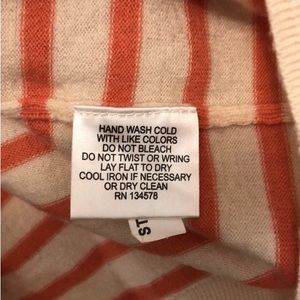 HAND WASH COLD
WITH LIKE COLORS
DO NOT BLEACH
DO NOT TWIST OR WRING
LAY FLAT TO DRY
COOL IRON IF NECESSARY
OR DRY CLEAN
RN 134578
ST